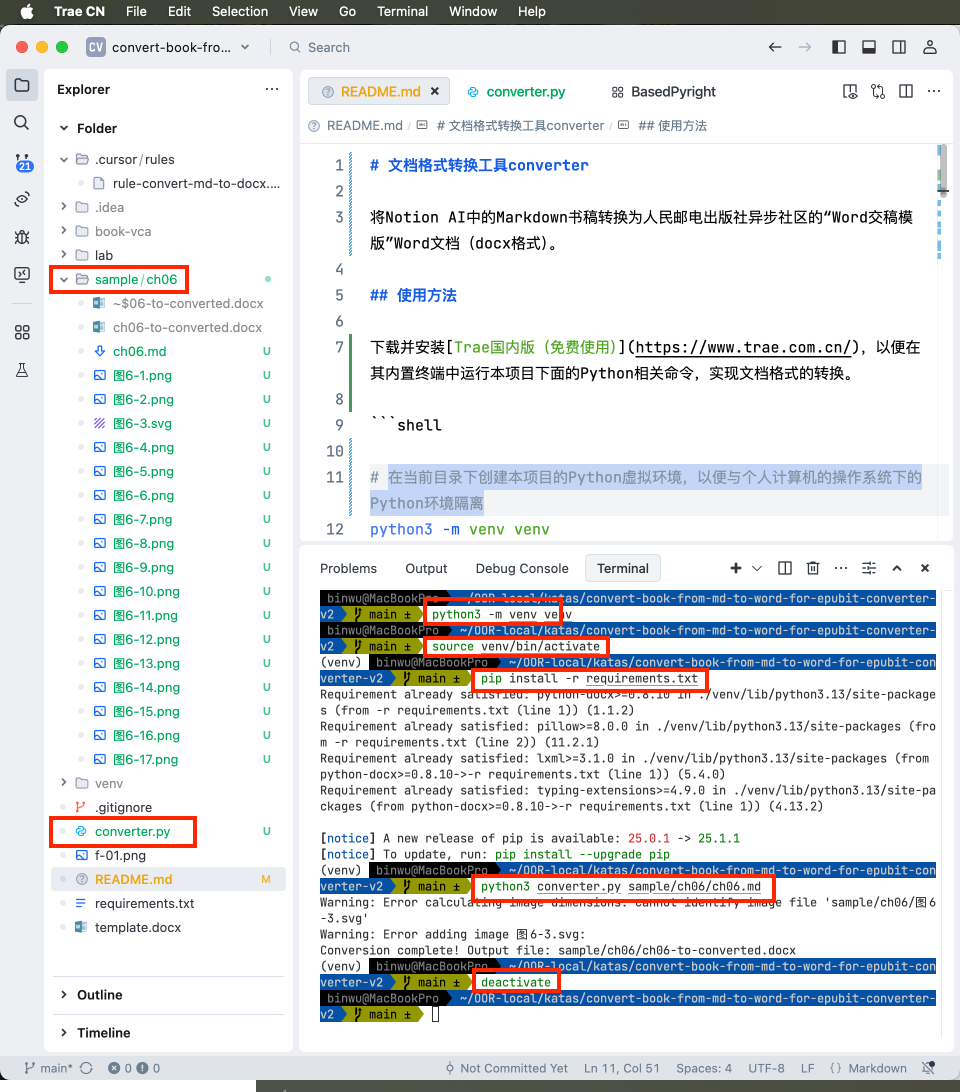 Trae CN File Edit Selection View Go Terminal Window Help
CV convert-book-fro... Search
Explorer
Folder
.cursor/rules
rule-convert-md-to-docx....
.idea
book-vca
lab
sample/ch06
~$06-to-converted.docx
ch06-to-converted.docx
ch06.md U
图6-1.png U
图6-2.png U
图6-3.svg U
图6-4.png U
图6-5.png U
图6-6.png U
图6-7.png U
图6-8.png U
图6-9.png U
图6-10.png U
图6-11.png U
图6-12.png U
图6-13.png U
图6-14.png U
图6-15.png U
图6-16.png U
图6-17.png U
venv
.gitignore
converter.py U
f-01.png
README.md M
requirements.txt
template.docx
Outline
Timeline
21
README.md converter.py BasedPyright
README.md / # 文档格式转换工具converter / ## 使用方法
1 # 文档格式转换工具converter
2
3 将Notion AI中的Markdown书稿转换为人民邮电出版社异步社区的“Word交稿模
版”Word文档（docx格式）。
4
5 ## 使用方法
6
7 下载并安装[Trae国内版（免费使用）](https://www.trae.com.cn/)，以便在
其内置终端中运行本项目下面的Python相关命令，实现文档格式的转换。
8
9 ```shell
10
11 # 在当前目录下创建本项目的Python虚拟环境，以便与个人计算机的操作系统下的
Python环境隔离
12 python3 -m venv venv
Problems Output Debug Console Terminal
binwu@MacBookPro ~/OOR-local/katas/convert-book-from-md-to-word-for-epubit-converter-
v2 main ± python3 -m venv venv
binwu@MacBookPro ~/OOR-local/katas/convert-book-from-md-to-word-for-epubit-converter-
v2 main ± source venv/bin/activate
(venv) binwu@MacBookPro ~/OOR-local/katas/convert-book-from-md-to-word-for-epubit-con
verter-v2 main ± pip install -r requirements.txt
Requirement already satisfied: python-docx>=0.8.10 in ./venv/lib/python3.13/site-package
s (from -r requirements.txt (line 1)) (1.1.2)
Requirement already satisfied: pillow>=8.0.0 in ./venv/lib/python3.13/site-packages (fro
m -r requirements.txt (line 2)) (11.2.1)
Requirement already satisfied: lxml>=3.1.0 in ./venv/lib/python3.13/site-packages (from
python-docx>=0.8.10->-r requirements.txt (line 1)) (5.4.0)
Requirement already satisfied: typing-extensions>=4.9.0 in ./venv/lib/python3.13/site-pa
ckages (from python-docx>=0.8.10->-r requirements.txt (line 1)) (4.13.2)
[notice] A new release of pip is available: 25.0.1 -> 25.1.1
[notice] To update, run: pip install --upgrade pip
(venv) binwu@MacBookPro ~/OOR-local/katas/convert-book-from-md-to-word-for-epubit-con
verter-v2 main ± python3 converter.py sample/ch06/ch06.md
Warning: Error calculating image dimensions: cannot identify image file 'sample/ch06/图6
-3.svg'
Warning: Error adding image 图6-3.svg:
Conversion complete! Output file: sample/ch06/ch06-to-converted.docx
(venv) binwu@MacBookPro ~/OOR-local/katas/convert-book-from-md-to-word-for-epubit-con
verter-v2 main ± deactivate
binwu@MacBookPro ~/OOR-local/katas/convert-book-from-md-to-word-for-epubit-converter-
v2 main ±
main* 0 0 Not Committed Yet Ln 11, Col 51 Spaces: 4 UTF-8 LF {} Markdown